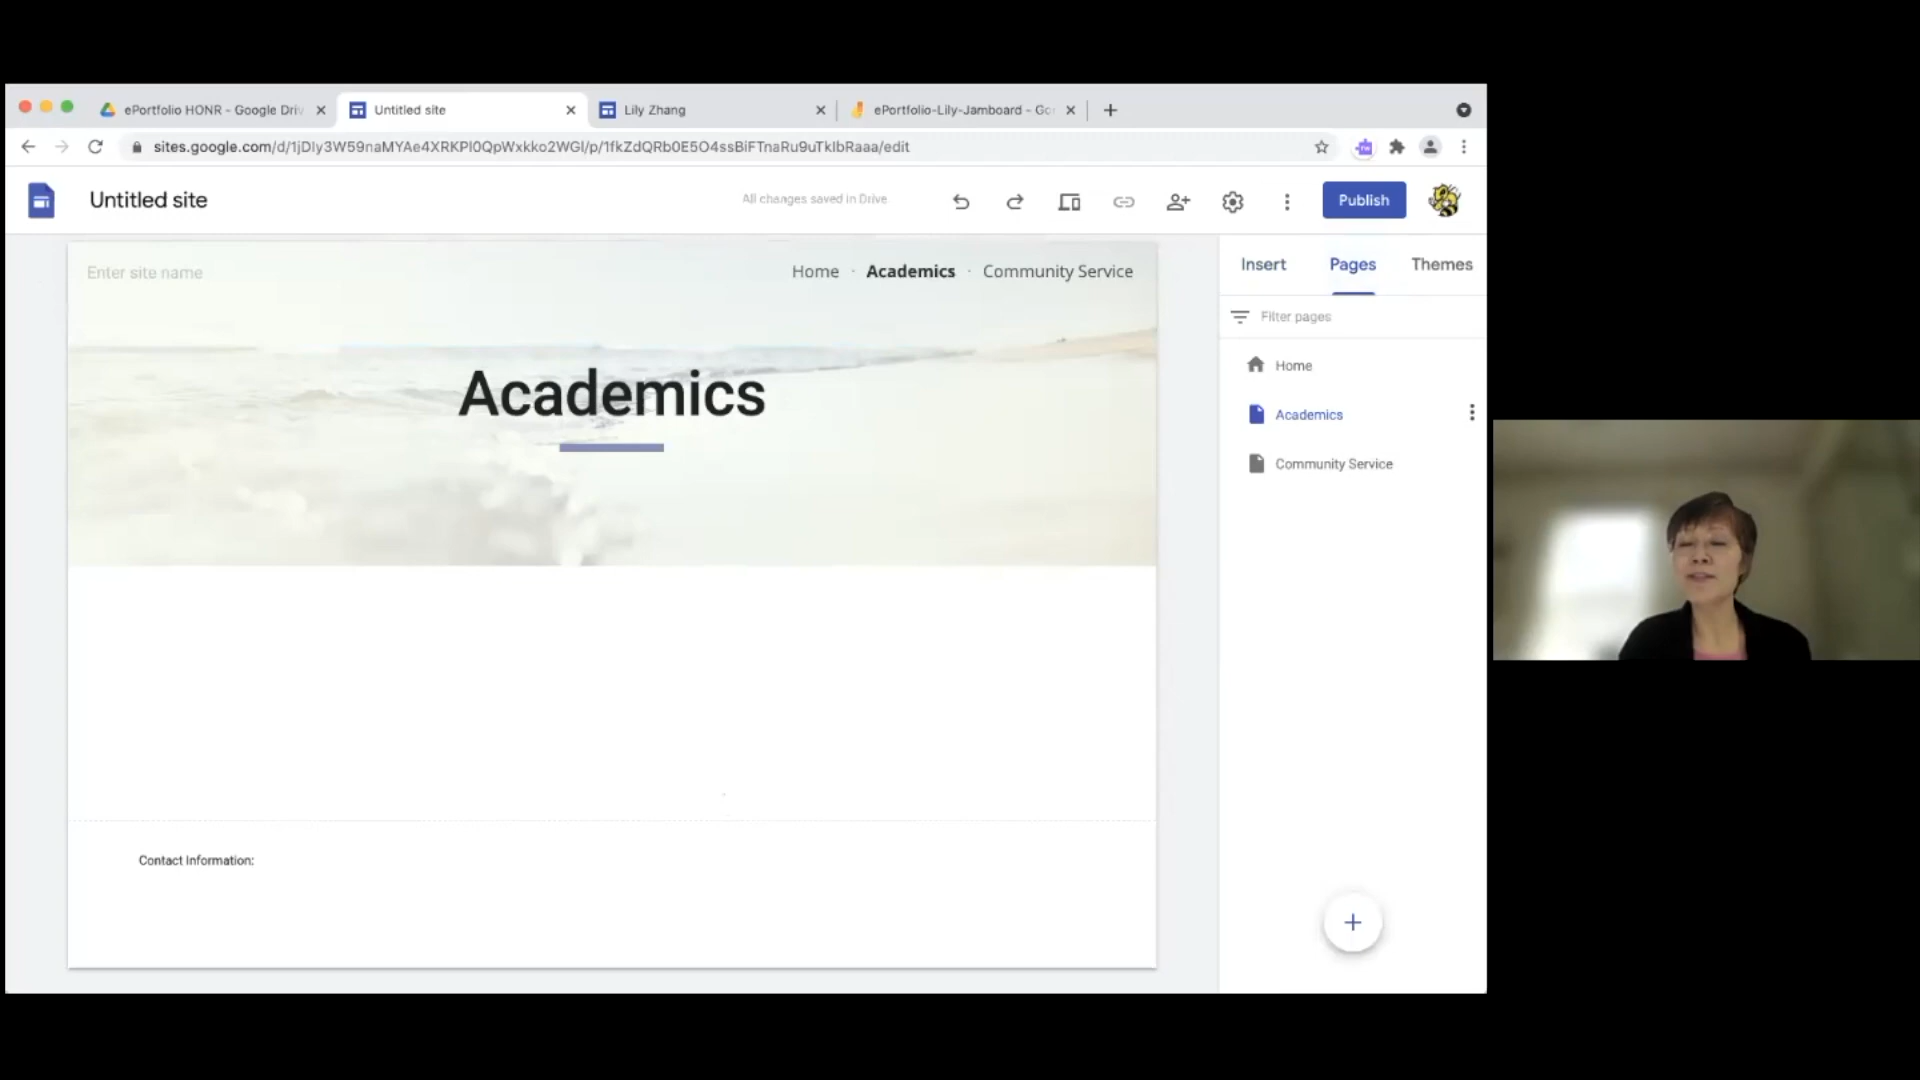 ePortfolio HONR - Google Driv
Untitled site
Lily Zhang
ePortfolio-Lily-Jamboard - Go
sites.google.com/d/1jDIy3W59naMYAe4XRKPI0QpWxkko2WGI/p/1fkZdQRb0E5O4ssBiFTnaRu9uTkIbRaaa/edit
Untitled site
All changes saved in Drive
Publish
Enter site name
Home · Academics · Community Service
Academics
Contact Information:
Insert
Pages
Themes
Filter pages
Home
Academics
Community Service